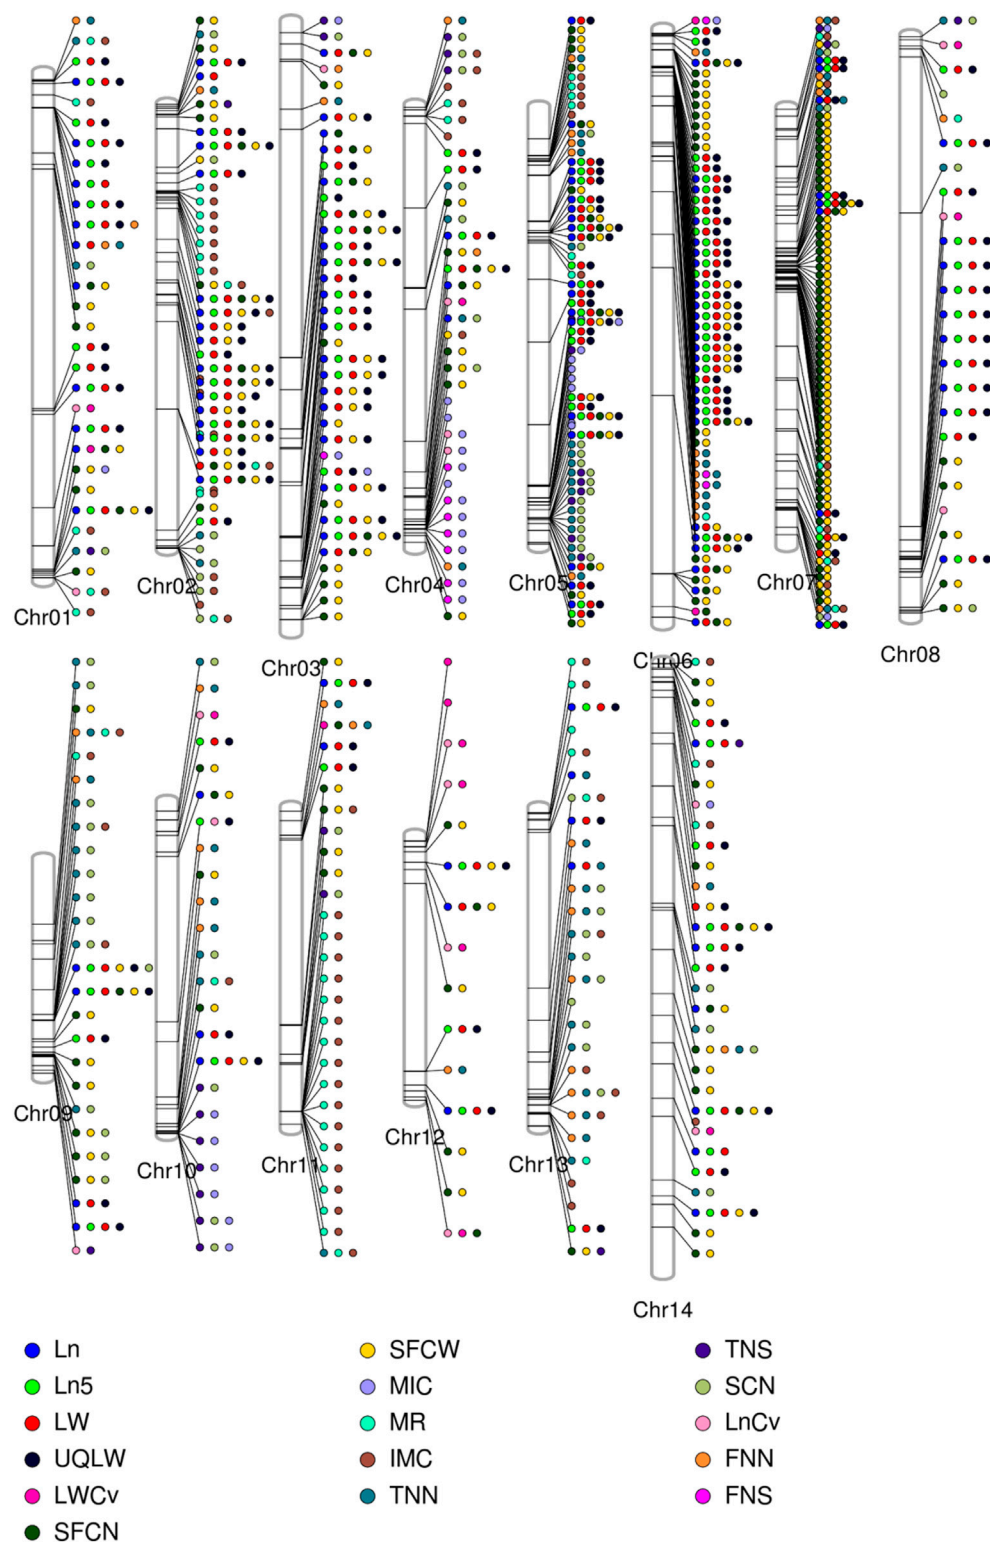 Chr01
Chr02
Chr03
Chr04
Chr05
Chr06
Chr07
Chr08
Chr09
Chr10
Chr11
Chr12
Chr13
Chr14
Ln
Ln5
LW
UQLW
LWCv
SFCN
SFCW
MIC
MR
IMC
TNN
TNS
SCN
LnCv
FNN
FNS